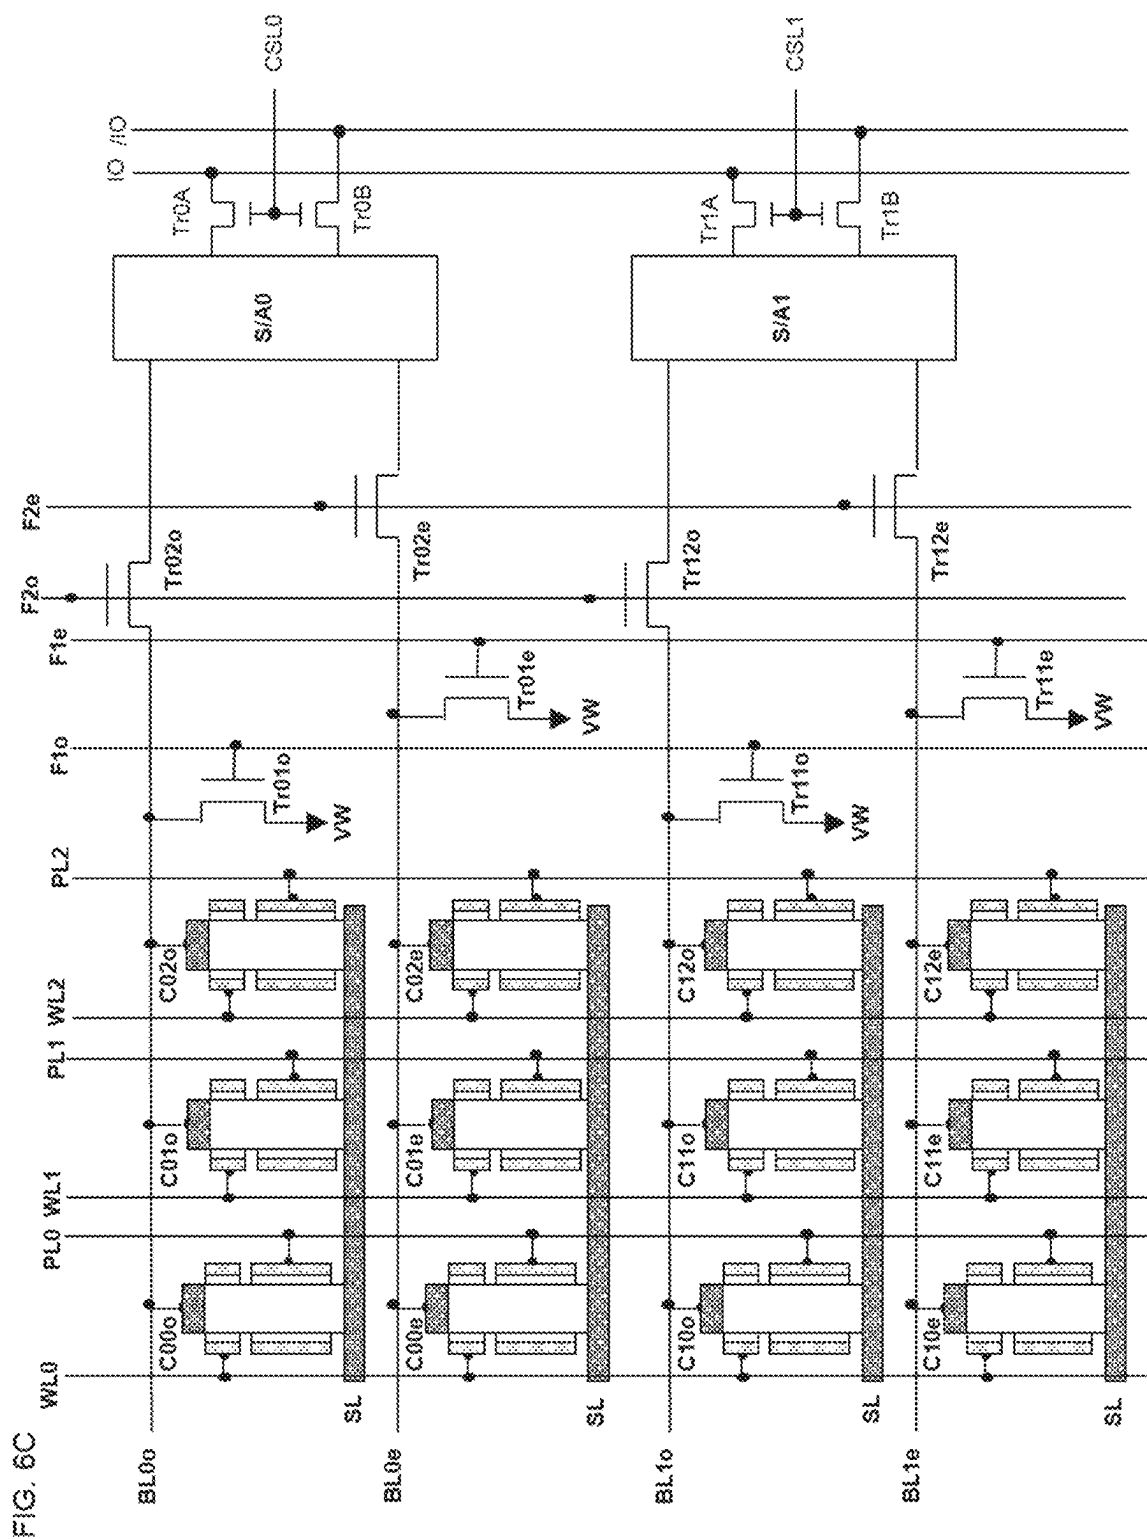 FIG. 6C
WL0 PL0 WL1 PL1 WL2 PL2 F1o F1e F2o F2e
IO /IO
BL0o
C00o C01o C02o
Tr02o
Tr0A
CSL0
S/A0
Tr01o
VW
SL
Tr0B
BL0e
C00e C01e C02e
Tr02e
Tr01e
VW
SL
BL1o
C10o C11o C12o
Tr12o
Tr1A
CSL1
S/A1
Tr11o
VW
SL
Tr1B
BL1e
C10e C11e C12e
Tr12e
Tr11e
VW
SL